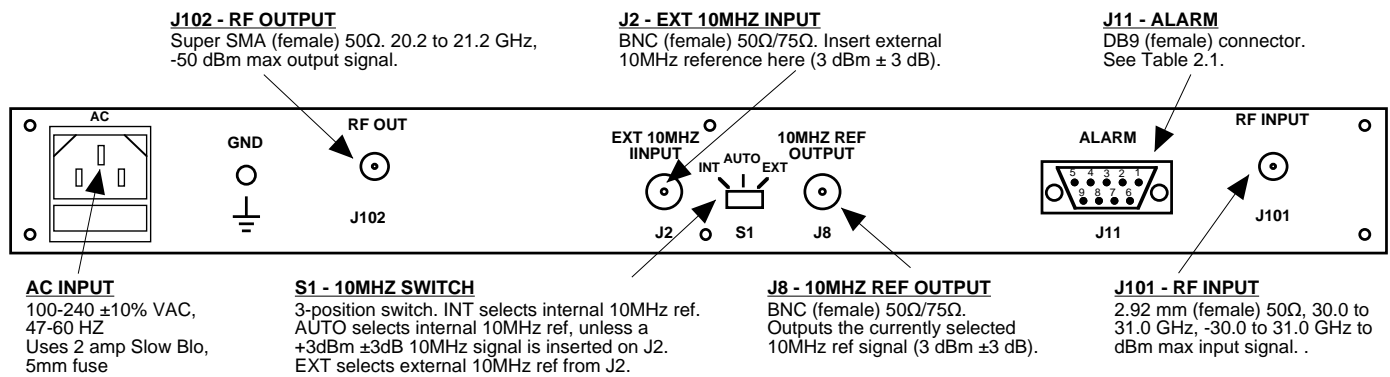 J102 - RF OUTPUT
Super SMA (female) 50Ω. 20.2 to 21.2 GHz,
-50 dBm max output signal.
J2 - EXT 10MHZ INPUT
BNC (female) 50Ω/75Ω. Insert external
10MHz reference here (3 dBm ± 3 dB).
J11 - ALARM
DB9 (female) connector.
See Table 2.1.
AC
GND
RF OUT
J102
EXT 10MHZ
IINPUT
J2
INT
AUTO
EXT
S1
10MHZ REF
OUTPUT
J8
ALARM
5 4 3 2 1
9 8 7 6
J11
RF INPUT
J101
AC INPUT
100-240 ±10% VAC,
47-60 HZ
Uses 2 amp Slow Blo,
5mm fuse
S1 - 10MHZ SWITCH
3-position switch. INT selects internal 10MHz ref.
AUTO selects internal 10MHz ref, unless a
+3dBm ±3dB 10MHz signal is inserted on J2.
EXT selects external 10MHz ref from J2.
J8 - 10MHZ REF OUTPUT
BNC (female) 50Ω/75Ω.
Outputs the currently selected
10MHz ref signal (3 dBm ±3 dB).
J101 - RF INPUT
2.92 mm (female) 50Ω, 30.0 to
31.0 GHz, -30.0 to 31.0 GHz to
dBm max input signal. .